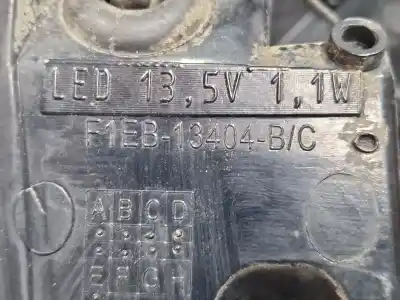 LED 13,5V 1,1W
F1EB-13404-B/C
A B C D
E F G H